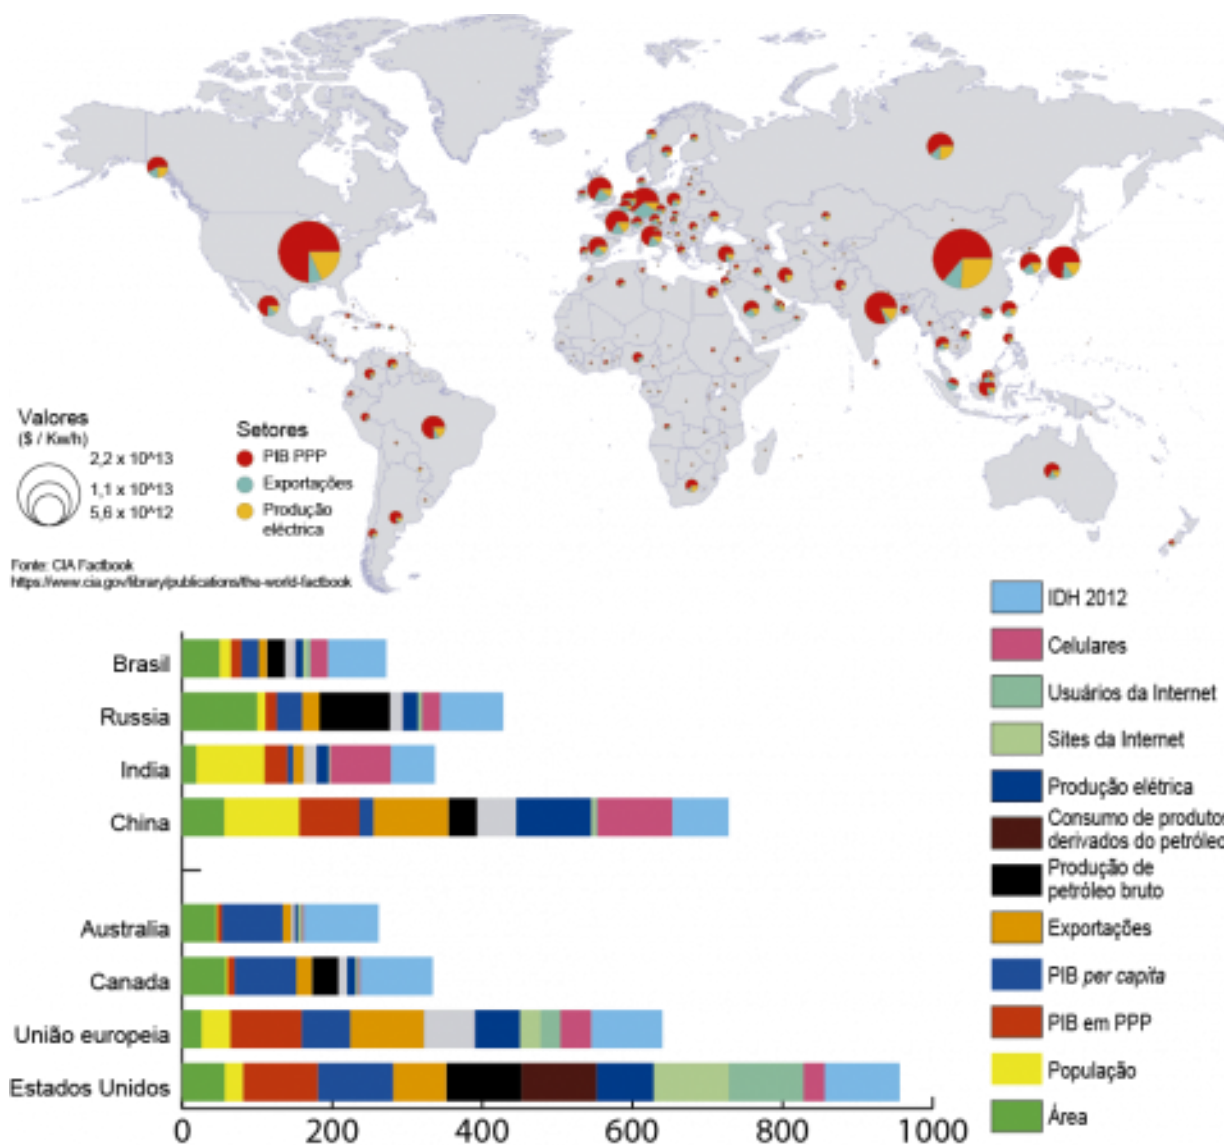 Valores
($ / Kw/h)
2,2 x 10^13
1,1 x 10^13
5,6 x 10^12
Setores
PIB PPP
Exportações
Produção
eléctrica
Fonte: CIA Factbook
https://www.cia.gov/library/publications/the-world-factbook
Brasil
Russia
India
China
Australia
Canada
União europeia
Estados Unidos
0 200 400 600 800 1000
IDH 2012
Celulares
Usuários da Internet
Sites da Internet
Produção elétrica
Consumo de produtos
derivados do petróleo
Produção de
petróleo bruto
Exportações
PIB per capita
PIB em PPP
População
Área